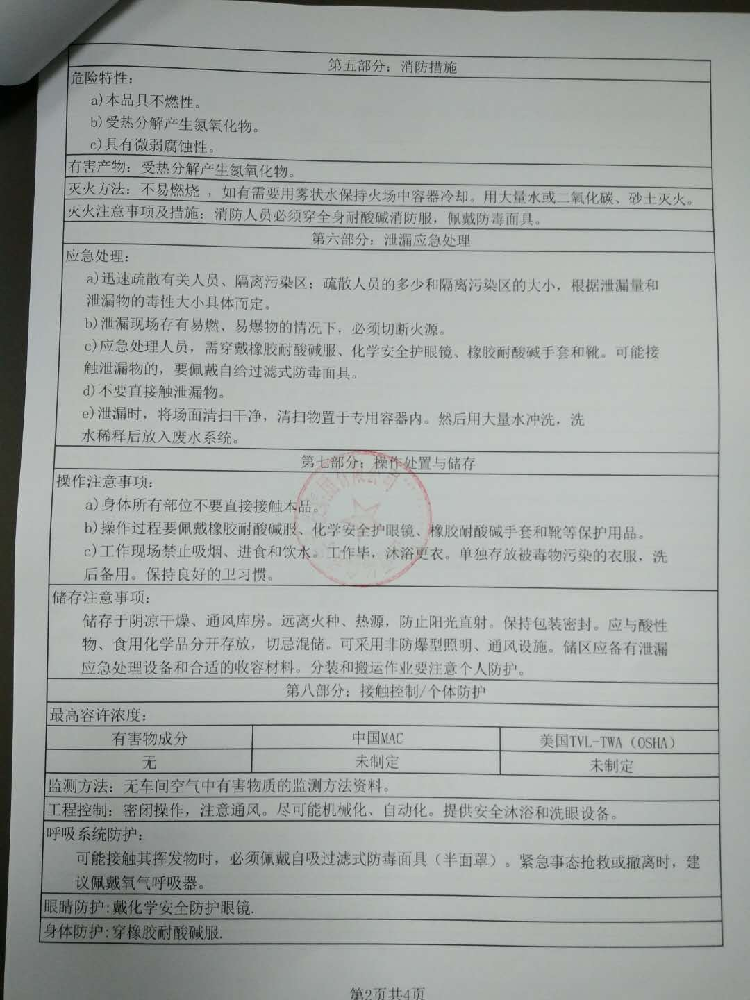 第五部分：消防措施
危险特性：
a)本品具不燃性。
b)受热分解产生氮氧化物。
c)具有微弱腐蚀性。
有害产物：受热分解产生氮氧化物。
灭火方法：不易燃烧 ，如有需要用雾状水保持火场中容器冷却。用大量水或二氧化碳、砂土灭火。
灭火注意事项及措施：消防人员必须穿全身耐酸碱消防服，佩戴防毒面具。
第六部分：泄漏应急处理
应急处理：
a)迅速疏散有关人员、隔离污染区；疏散人员的多少和隔离污染区的大小，根据泄漏量和
泄漏物的毒性大小具体而定。
b)泄漏现场存有易燃、易爆物的情况下，必须切断火源。
c)应急处理人员，需穿戴橡胶耐酸碱服、化学安全护眼镜、橡胶耐酸碱手套和靴。可能接
触泄漏物的，要佩戴自给过滤式防毒面具。
d)不要直接触泄漏物。
e)泄漏时，将场面清扫干净，清扫物置于专用容器内。然后用大量水冲洗，洗
水稀释后放入废水系统。
第七部分：操作处置与储存
操作注意事项：
a)身体所有部位不要直接接触本品。
b)操作过程要佩戴橡胶耐酸碱服、化学安全护眼镜、橡胶耐酸碱手套和靴等保护用品。
c)工作现场禁止吸烟、进食和饮水。工作毕，沐浴更衣。单独存放被毒物污染的衣服，洗
后备用。保持良好的卫习惯。
储存注意事项：
储存于阴凉干燥、通风库房。远离火种、热源，防止阳光直射。保持包装密封。应与酸性
物、食用化学品分开存放，切忌混储。可采用非防爆型照明、通风设施。储区应备有泄漏
应急处理设备和合适的收容材料。分装和搬运作业要注意个人防护。
第八部分：接触控制/个体防护
最高容许浓度：
有害物成分 中国MAC 美国TVL-TWA（OSHA）
无 未制定 未制定
监测方法：无车间空气中有害物质的监测方法资料。
工程控制：密闭操作，注意通风。尽可能机械化、自动化。提供安全沐浴和洗眼设备。
呼吸系统防护：
可能接触其挥发物时，必须佩戴自吸过滤式防毒面具（半面罩）。紧急事态抢救或撤离时，建
议佩戴氧气呼吸器。
眼睛防护:戴化学安全防护眼镜.
身体防护:穿橡胶耐酸碱服.
第2页共4页